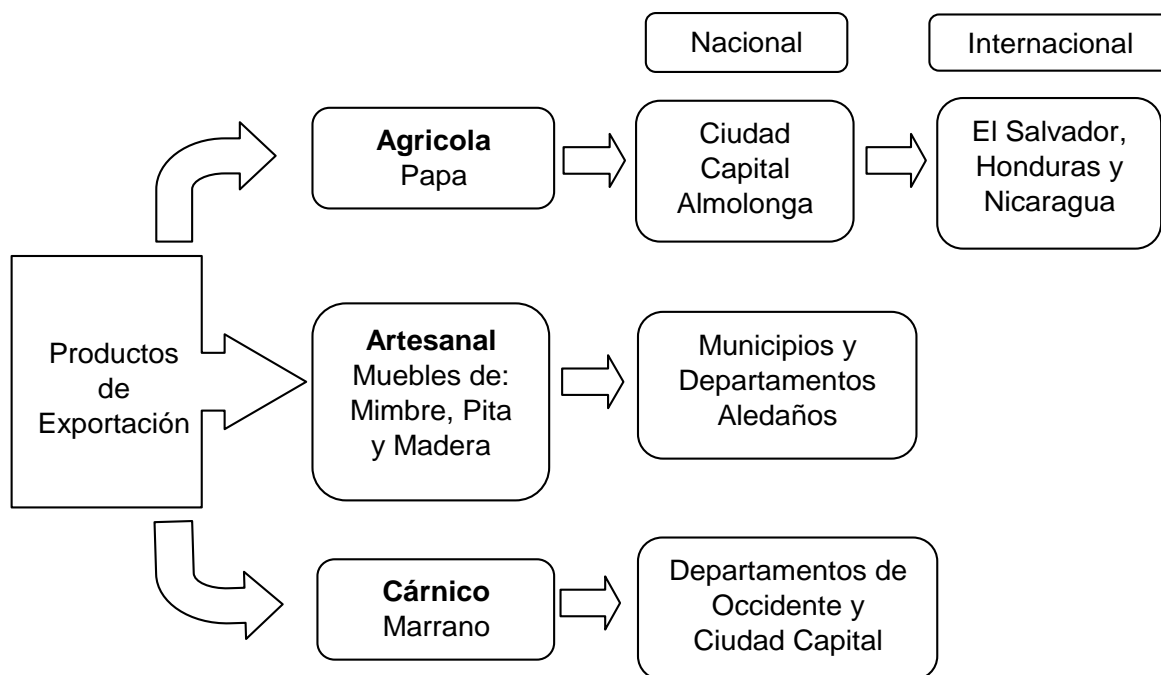 Nacional
Internacional
Agricola
Papa
Ciudad
Capital
Almolonga
El Salvador,
Honduras y
Nicaragua
Productos
de
Exportación
Artesanal
Muebles de:
Mimbre, Pita
y Madera
Municipios y
Departamentos
Aledaños
Cárnico
Marrano
Departamentos de
Occidente y
Ciudad Capital